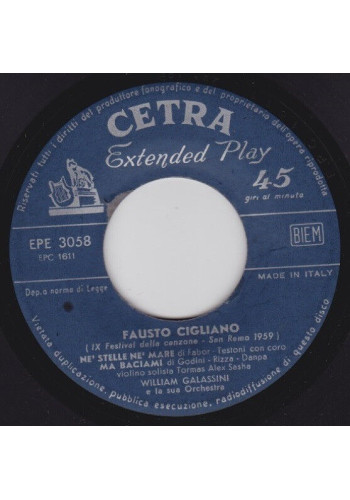 Riservati tutti i diritti del produttore fonografico e del proprietario dell'opera riprodotta
CETRA
Extended Play
45
giri al minuto
EPE 3058
EPC 1611
BIEM
Dep. a norma di Legge
MADE IN ITALY
FAUSTO CIGLIANO
(IX Festival della canzone - San Remo 1959)
NE' STELLE NE' MARE di Fabor - Testoni con coro
MA BACIAMI di Godini - Rizza - Danpa
violino solista Tormas Alex Sasha
WILLIAM GALASSINI
e la sua Orchestra
Vietata duplicazione, pubblica esecuzione, radiodiffusione di questo disco